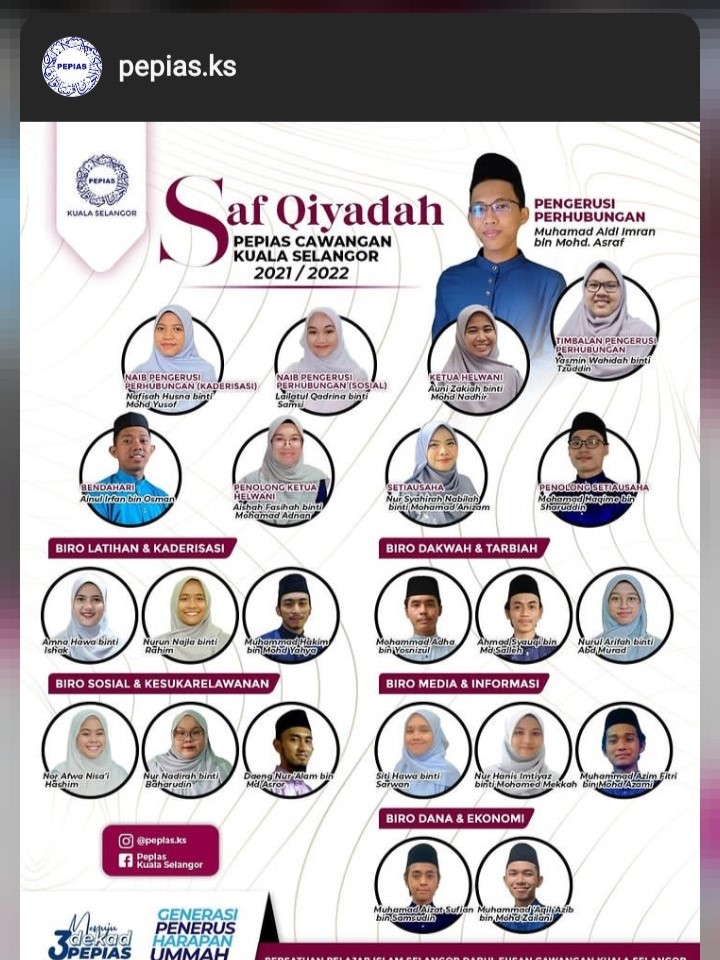 PEPIAS
pepias.ks
PEPIAS
KUALA SELANGOR
Saf Qiyadah
PEPIAS CAWANGAN
KUALA SELANGOR
2021 / 2022
PENGERUSI
PERHUBUNGAN
Muhamad Aidi Imran
bin Mohd. Asraf
TIMBALAN PENGERUSI
PERHUBUNGAN
Yasmin Wahidah binti
Tzuddin
NAIB PENGERUSI
PERHUBUNGAN (KADERISASI)
Nafisah Husna binti
Mohd Yusof
NAIB PENGERUSI
PERHUBUNGAN (SOSIAL)
Lailatul Qadrina binti
Samsi
KETUA HELWANI
Auni Zakiah binti
Mohd Nadhir
BENDAHARI
Ainul Irfan bin Osman
PENOLONG KETUA
HELWANI
Aishah Fasihah binti
Mohamad Adnan
SETIAUSAHA
Nur Syahirah Nabilah
binti Mohamad Anizam
PENOLONG SETIAUSAHA
Mohamad Haqime bin
Sharuddin
BIRO LATIHAN & KADERISASI
Amna Hawa binti
Ishak
Nurun Najla binti
Rahim
Muhammad Hakim
bin Mohd Yahya
BIRO DAKWAH & TARBIAH
Mohammad Adha
bin Yosnizul
Ahmad Syauqi bin
Md Salleh
Nurul Arifah binti
Abd Murad
BIRO SOSIAL & KESUKARELAWANAN
Nor Afwa Nisa'i
Hashim
Nur Nadirah binti
Baharudin
Daeng Nur Alam bin
Md Asror
BIRO MEDIA & INFORMASI
Siti Hawa binti
Sarwan
Nur Hanis Imtiyaz
binti Mohamed Mekkah
Muhammad Azim Fitri
bin Mohd Azami
BIRO DANA & EKONOMI
Muhamad Aizat Sufian
bin Samsudin
Muhammad Aqil Azib
bin Mohd Zailani
@pepias.ks
Pepias
Kuala Selangor
Menuju
3 dekad
PEPIAS
GENERASI
PENERUS
HARAPAN
UMMAH
PERSATUAN PELAJAR ISLAM SELANGOR DARUL EHSAN CAWANGAN KUALA SELANGOR